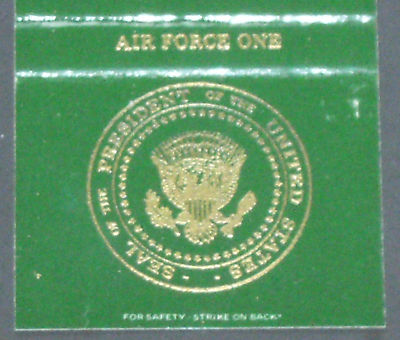 AIR FORCE ONE
SEAL OF THE PRESIDENT OF THE UNITED STATES
FOR SAFETY - STRIKE ON BACK